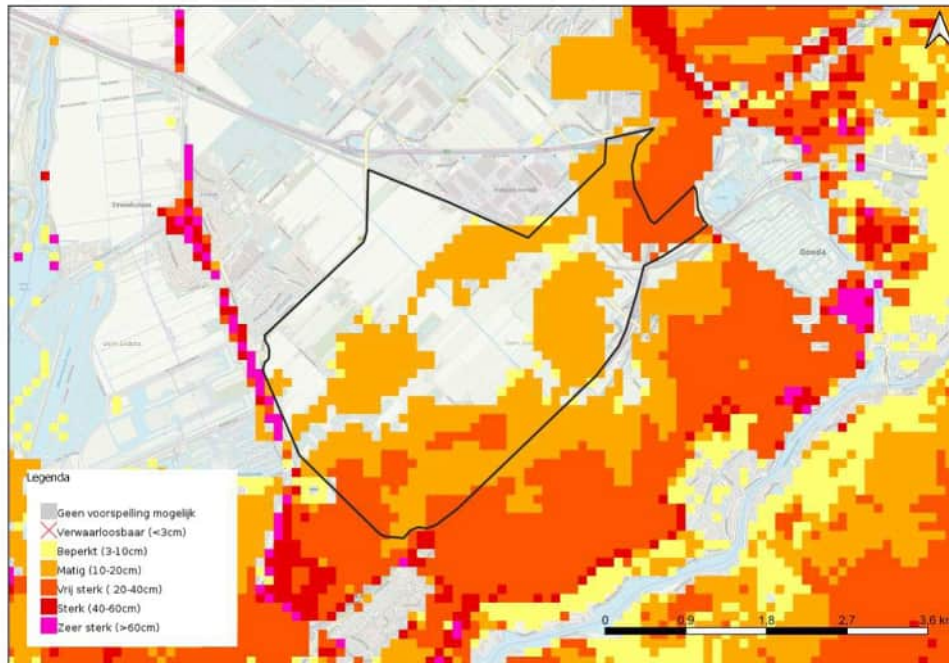 Gouda
Legenda
Geen voorspelling mogelijk
Verwaarloosbaar (<3cm)
Beperkt (3-10cm)
Matig (10-20cm)
Vrij sterk ( 20-40cm)
Sterk (40-60cm)
Zeer sterk (>60cm)
0 0,9 1,8 2,7 3,6 km